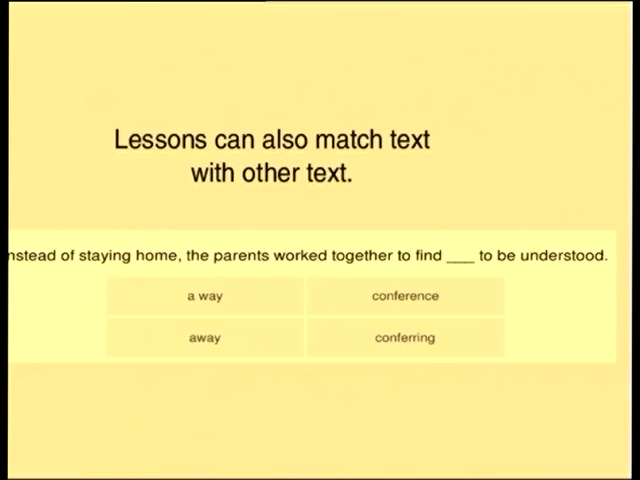 Lessons can also match text
with other text.
nstead of staying home, the parents worked together to find ___ to be understood.
a way
conference
away
conferring